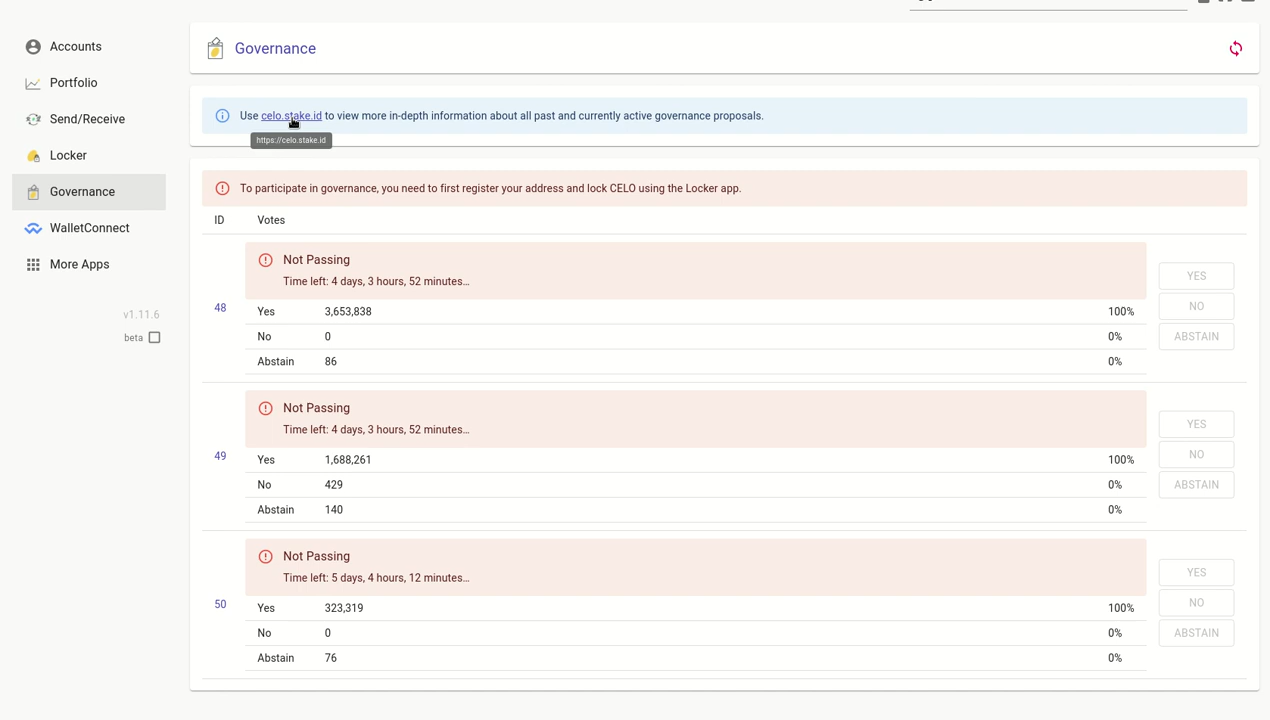 Accounts
Portfolio
Send/Receive
Locker
Governance
WalletConnect
More Apps
v1.11.6
beta
Governance
Use celo.stake.id to view more in-depth information about all past and currently active governance proposals.
https://celo.stake.id
To participate in governance, you need to first register your address and lock CELO using the Locker app.
ID Votes
48
Not Passing
Time left: 4 days, 3 hours, 52 minutes…
Yes 3,653,838 100%
No 0 0%
Abstain 86 0%
YES
NO
ABSTAIN
49
Not Passing
Time left: 4 days, 3 hours, 52 minutes…
Yes 1,688,261 100%
No 429 0%
Abstain 140 0%
YES
NO
ABSTAIN
50
Not Passing
Time left: 5 days, 4 hours, 12 minutes…
Yes 323,319 100%
No 0 0%
Abstain 76 0%
YES
NO
ABSTAIN